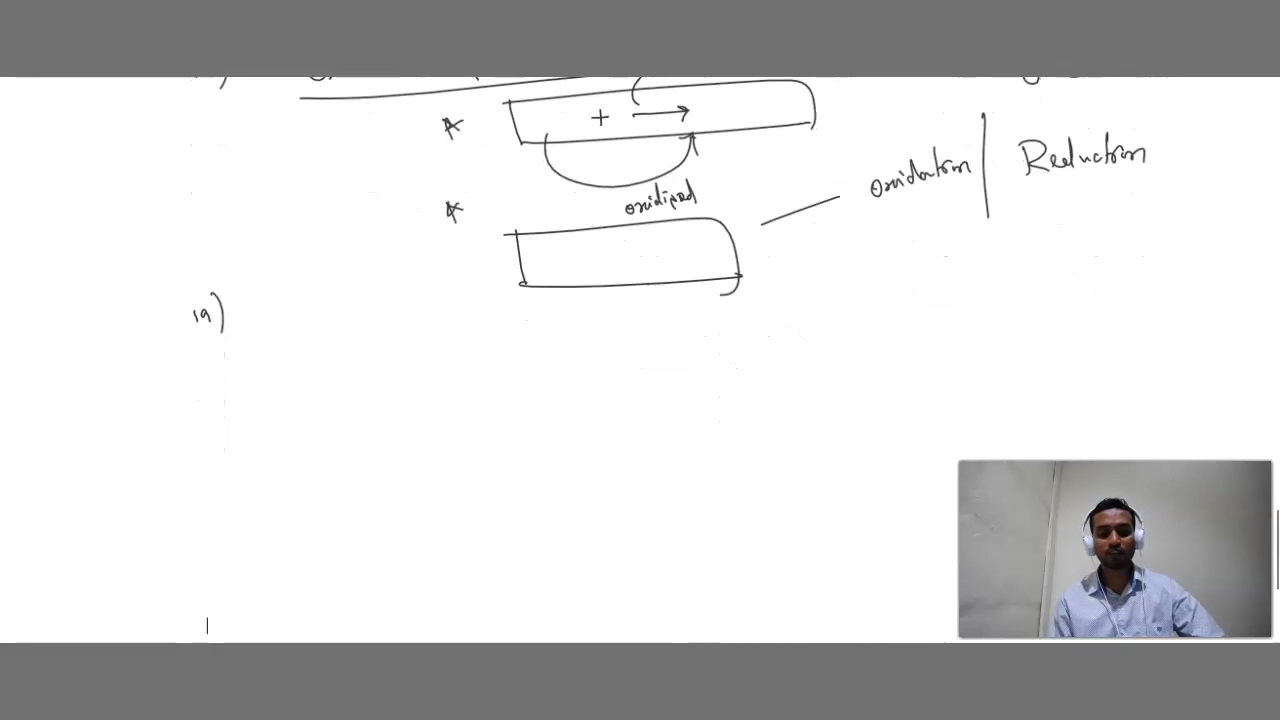 + →
oxidation | Reduction
oxidized
19)